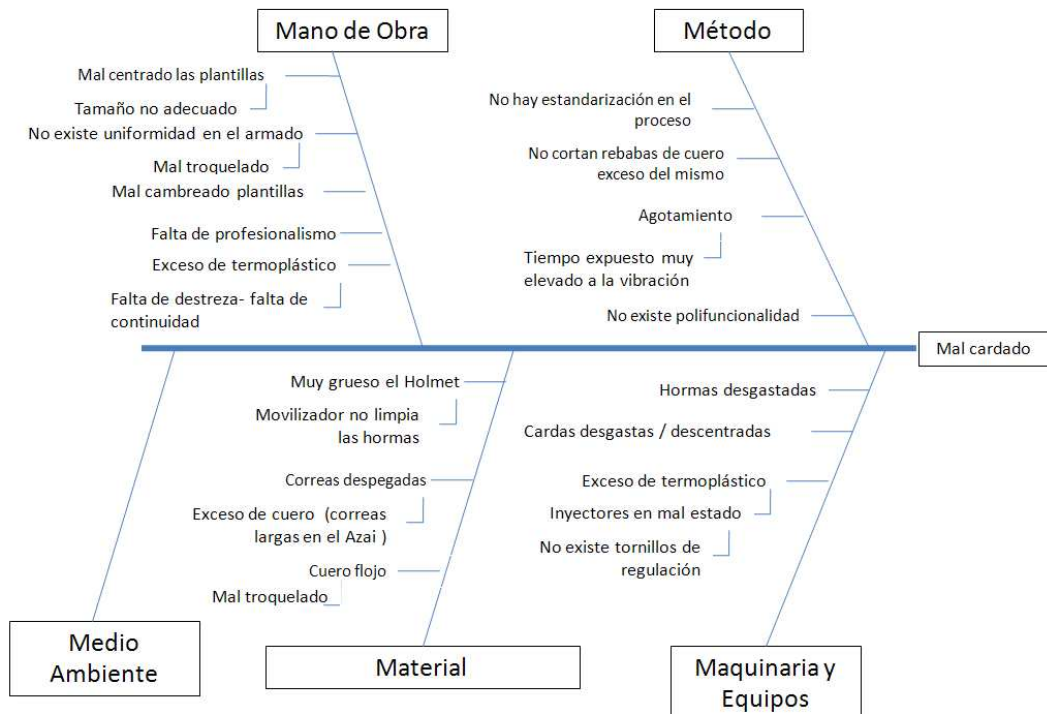 Mano de Obra
Mal centrado las plantillas
Tamaño no adecuado
No existe uniformidad en el armado
Mal troquelado
Mal cambreado plantillas
Falta de profesionalismo
Exceso de termoplástico
Falta de destreza- falta de
continuidad
Método
No hay estandarización en el
proceso
No cortan rebabas de cuero
exceso del mismo
Agotamiento
Tiempo expuesto muy
elevado a la vibración
No existe polifuncionalidad
Mal cardado
Medio
Ambiente
Muy grueso el Holmet
Movilizador no limpia
las hormas
Correas despegadas
Exceso de cuero (correas
largas en el Azai )
Cuero flojo
Mal troquelado
Material
Hormas desgastadas
Cardas desgastas / descentradas
Exceso de termoplástico
Inyectores en mal estado
No existe tornillos de
regulación
Maquinaria y
Equipos